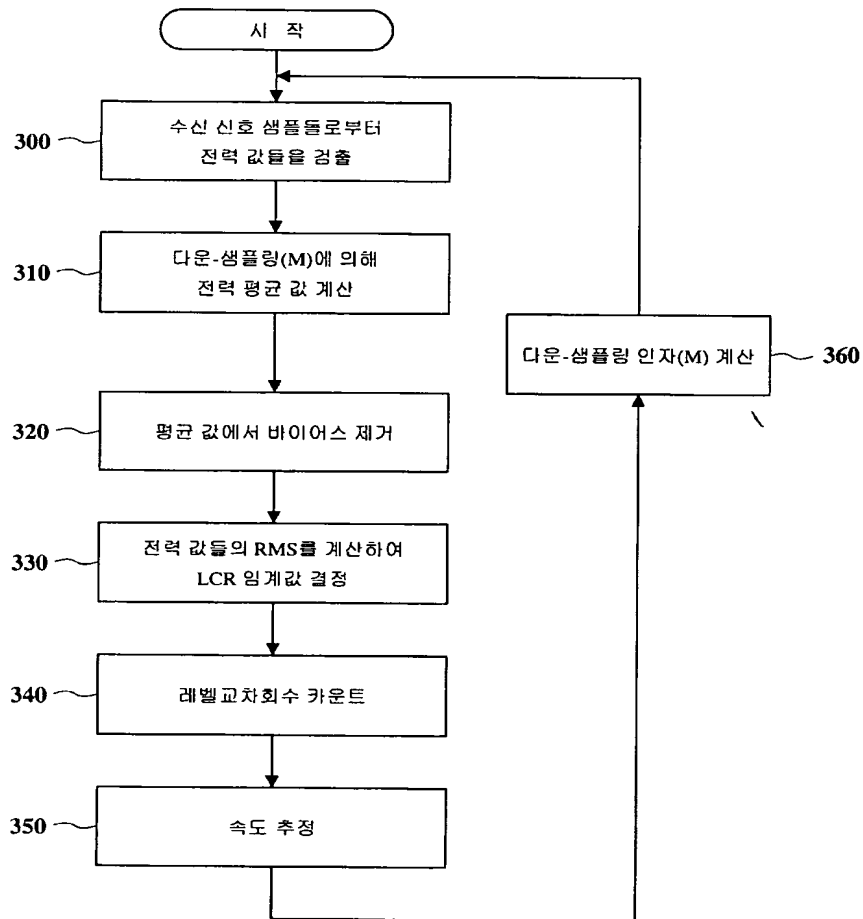 시 작
300
수신 신호 샘플들로부터
전력 값들을 검출
310
다운-샘플링(M)에 의해
전력 평균 값 계산
다운-샘플링 인자(M) 계산
360
320
평균 값에서 바이어스 제거
330
전력 값들의 RMS를 계산하여
LCR 임계값 결정
340
레벨교차회수 카운트
350
속도 추정